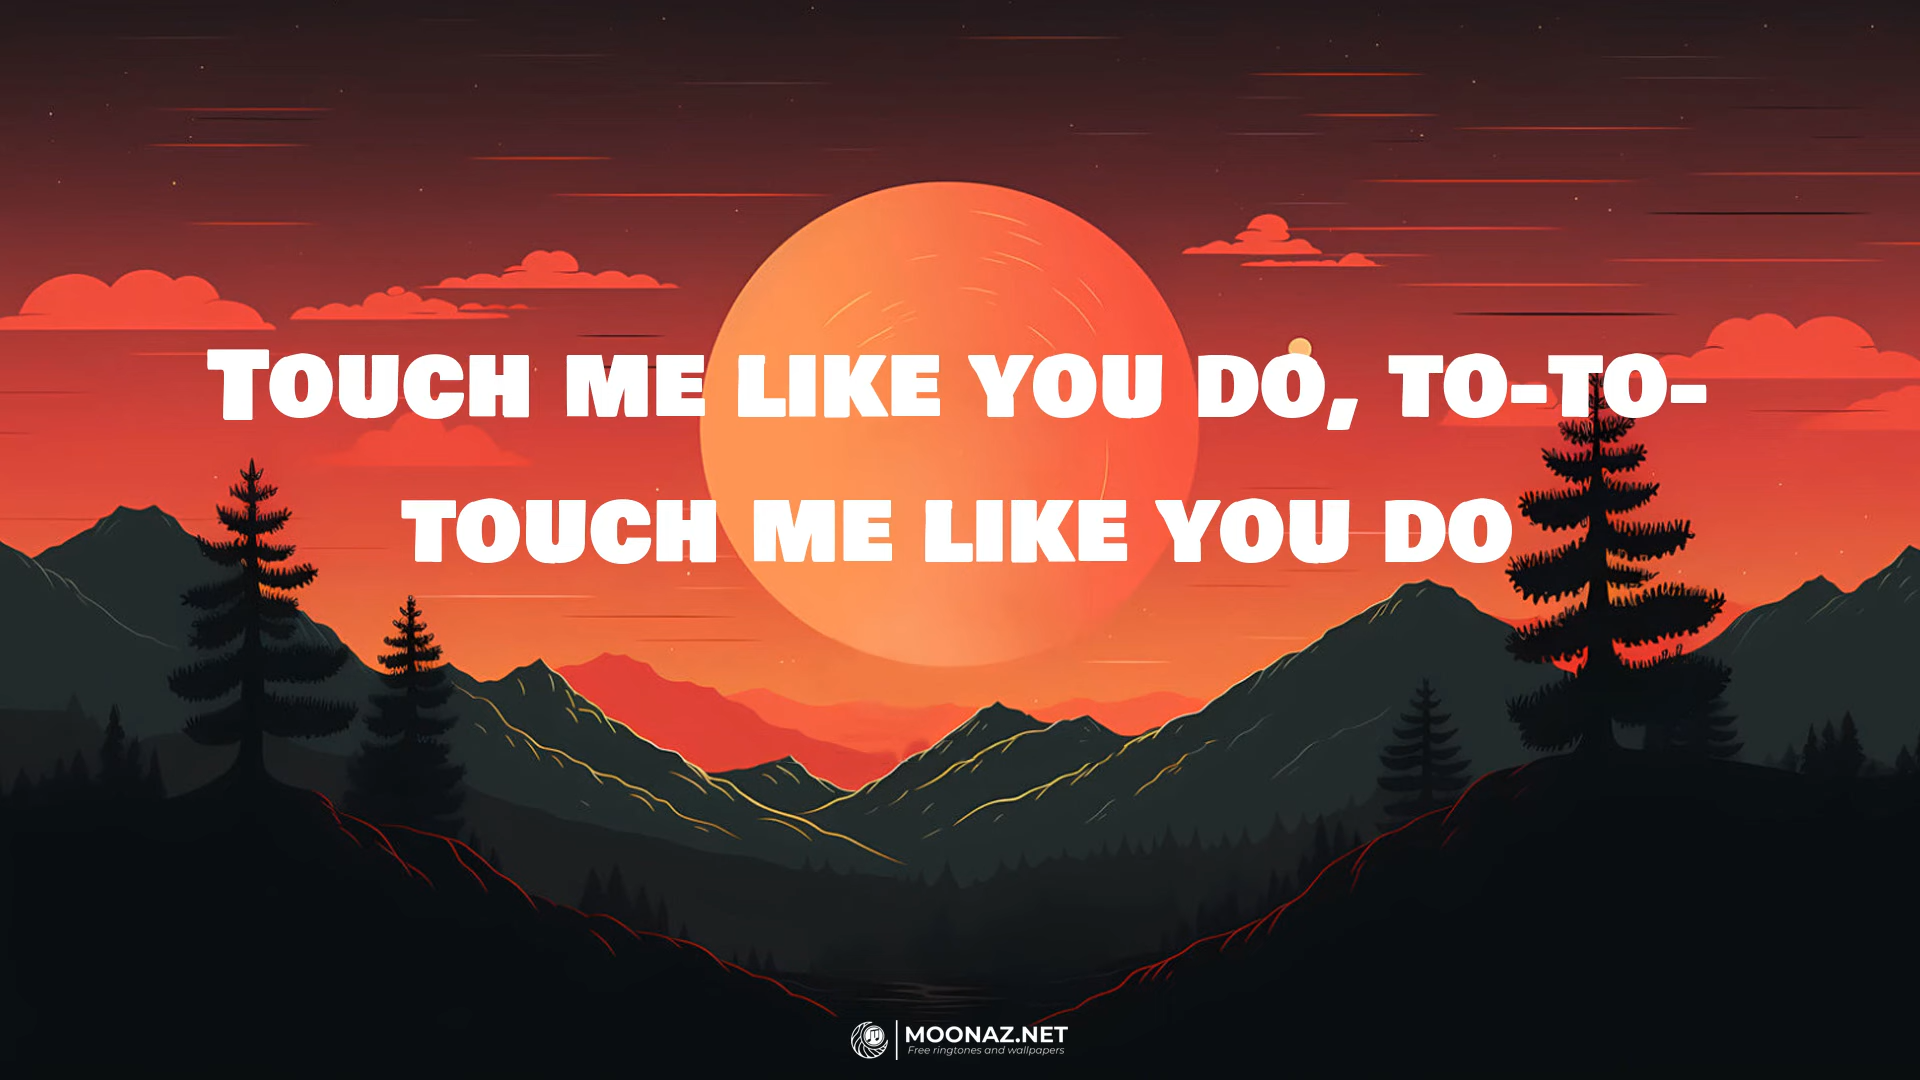 Touch me like you do, to-to-
touch me like you do
MOONAZ.NET
Free ringtones and wallpapers